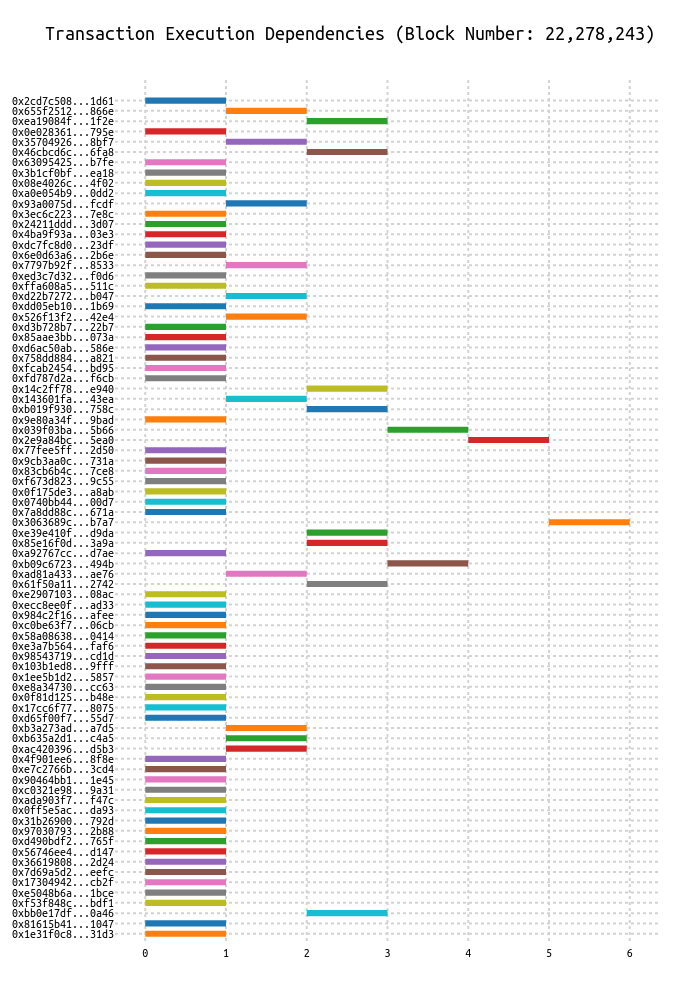 Transaction Execution Dependencies (Block Number: 22,278,243)
0x2cd7c508...1d61
0x655f2512...866e
0xea19084f...1f2e
0x0e028361...795e
0x35704926...8bf7
0x46cbcd6c...6fa8
0x63095425...b7fe
0x3b1cf0bf...ea18
0x08e4026c...4f02
0xa0e054b9...0dd2
0x93a0075d...fcdf
0x3ec6c223...7e8c
0x24211ddd...3d07
0x4ba9f93a...03e3
0xdc7fc8d0...23df
0x6e0d63a6...2b6e
0x7797b92f...8533
0xed3c7d32...f0d6
0xffa608a5...511c
0xd22b7272...b047
0xdd05eb10...1b69
0x526f13f2...42e4
0xd3b728b7...22b7
0x85aae3bb...073a
0xd6ac50ab...586e
0x758dd884...a821
0xfcab2454...bd95
0xfd787d2a...f6cb
0x14c2ff78...e940
0x143601fa...43ea
0xb019f930...758c
0x9e80a34f...9bad
0x039f03ba...5b66
0x2e9a84bc...5ea0
0x77fee5ff...2d50
0x9cb3aa0c...731a
0x83cb6b4c...7ce8
0xf673d823...9c55
0x0f175de3...a8ab
0x0740bb44...00d7
0x7a8dd88c...671a
0x3063689c...b7a7
0xe39e410f...d9da
0x85e16f0d...3a9a
0xa92767cc...d7ae
0xb09c6723...494b
0xad81a433...ae76
0x61f50a11...2742
0xe2907103...08ac
0xecc8ee0f...ad33
0x984c2f16...afee
0xc0be63f7...06cb
0x58a08638...0414
0xe3a7b564...faf6
0x98543719...cd1d
0x103b1ed8...9fff
0x1ee5b1d2...5857
0xe8a34730...cc63
0x0f81d125...b48e
0x17cc6f77...8075
0xd65f00f7...55d7
0xb3a273ad...a7d5
0xb635a2d1...c4a5
0xac420396...d5b3
0x4f901ee6...8f8e
0xe7c2766b...3cd4
0x90464bb1...1e45
0xc0321e98...9a31
0xada903f7...f47c
0x0ff5e5ac...da93
0x31b26900...792d
0x97030793...2b88
0xd490bdf2...765f
0x56746ee4...d147
0x36619808...2d24
0x7d69a5d2...eefc
0x17304942...cb2f
0xe5048b6a...1bce
0xf53f848c...bdf1
0xbb0e17df...0a46
0x81615b41...1047
0x1e31f0c8...31d3
0 1 2 3 4 5 6